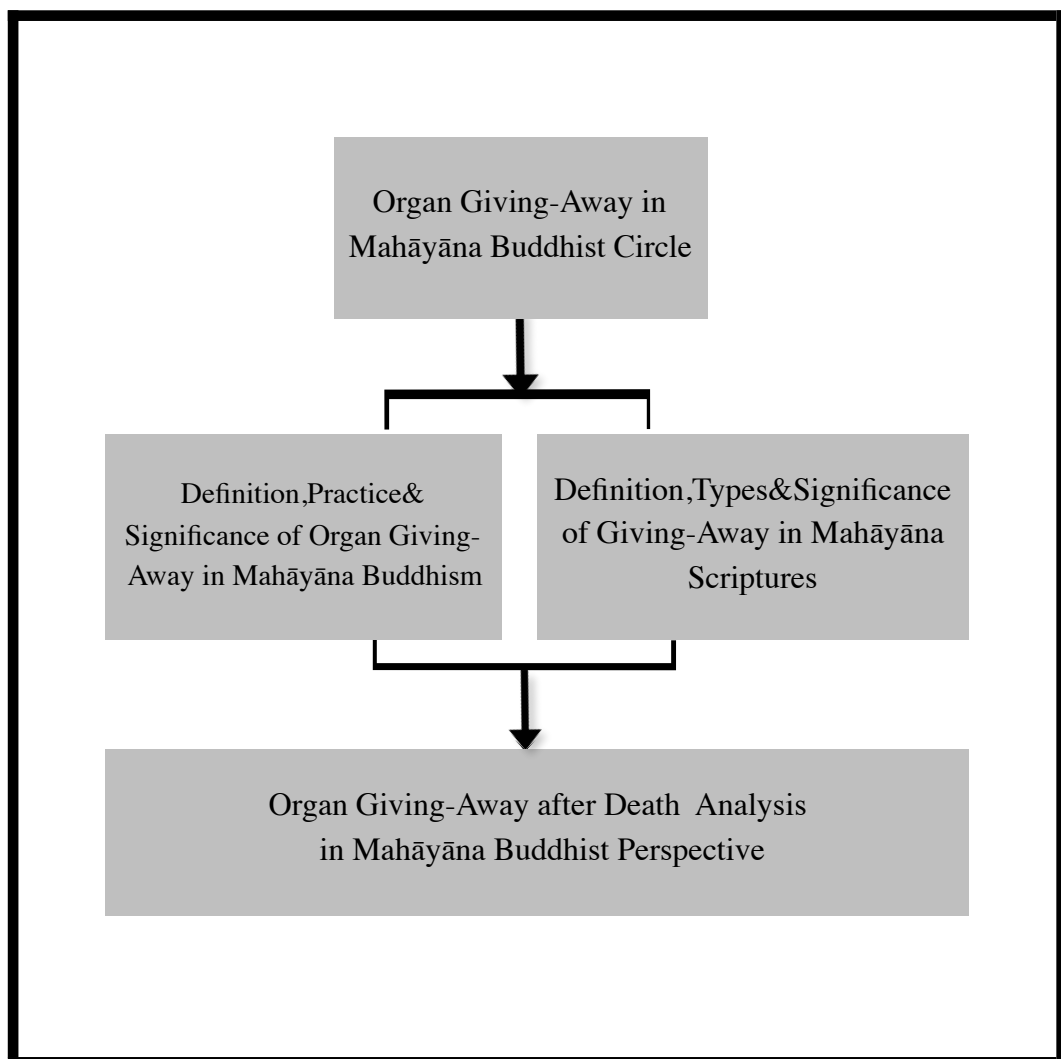 Organ Giving-Away in
Mahāyāna Buddhist Circle
Definition,Practice&
Significance of Organ Giving-
Away in Mahāyāna Buddhism
Definition,Types&Significance
of Giving-Away in Mahāyāna
Scriptures
Organ Giving-Away after Death Analysis
in Mahāyāna Buddhist Perspective